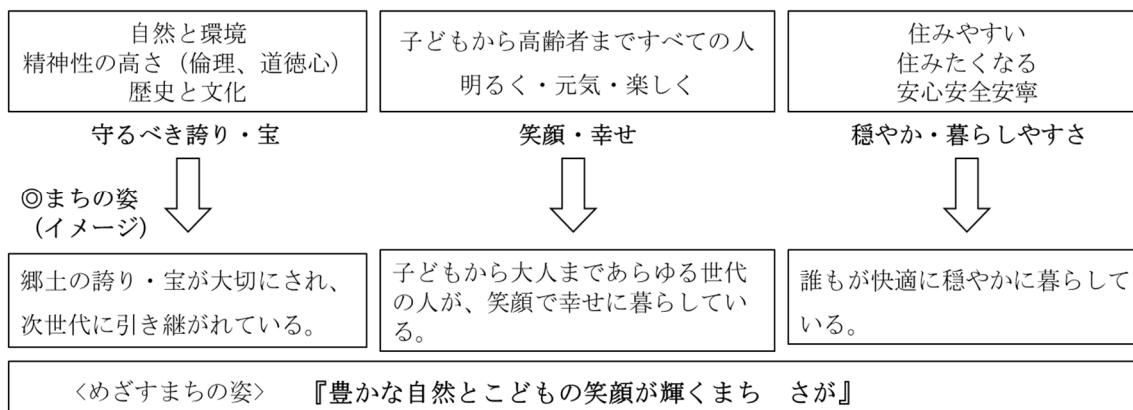 自然と環境
精神性の高さ（倫理、道徳心）
歴史と文化
守るべき誇り・宝
子どもから高齢者まですべての人
明るく・元気・楽しく
笑顔・幸せ
住みやすい
住みたくなる
安心安全安寧
穏やか・暮らしやすさ
◎まちの姿
（イメージ）
郷土の誇り・宝が大切にされ、
次世代に引き継がれている。
子どもから大人まであらゆる世代
の人が、笑顔で幸せに暮らしてい
る。
誰もが快適に穏やかに暮らして
いる。
＜めざすまちの姿＞　『豊かな自然とこどもの笑顔が輝くまち　さが』